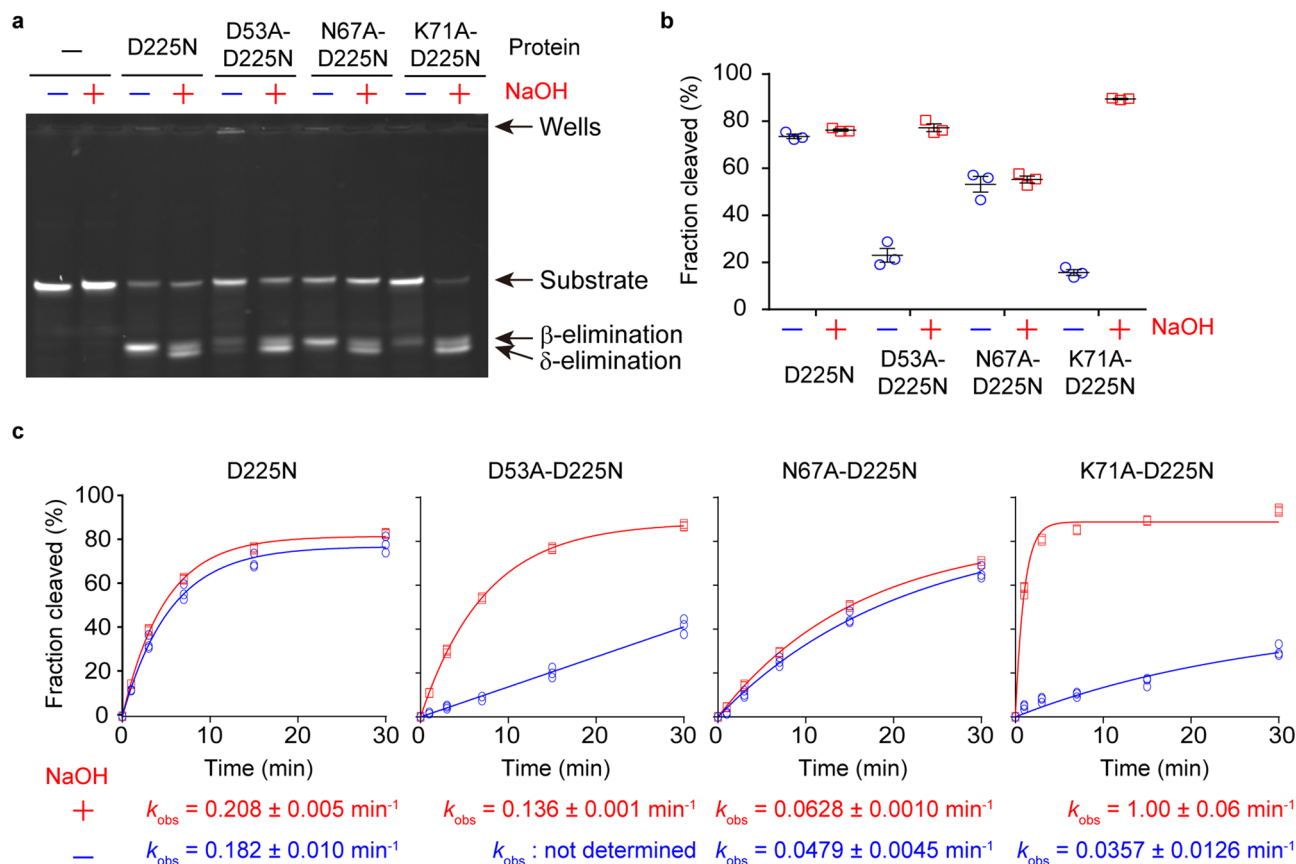 a
— D225N D53A-D225N N67A-D225N K71A-D225N Protein
− + − + − + − + − + NaOH
Wells
Substrate
β-elimination
δ-elimination
b
Fraction cleaved (%)
100
80
60
40
20
0
− + − + − + − + NaOH
D225N D53A-D225N N67A-D225N K71A-D225N
c
D225N D53A-D225N N67A-D225N K71A-D225N
Fraction cleaved (%)
100
80
60
40
20
0
0 10 20 30 0 10 20 30 0 10 20 30 0 10 20 30
Time (min) Time (min) Time (min) Time (min)
NaOH
+ kobs = 0.208 ± 0.005 min-1 kobs = 0.136 ± 0.001 min-1 kobs = 0.0628 ± 0.0010 min-1 kobs = 1.00 ± 0.06 min-1
− kobs = 0.182 ± 0.010 min-1 kobs : not determined kobs = 0.0479 ± 0.0045 min-1 kobs = 0.0357 ± 0.0126 min-1